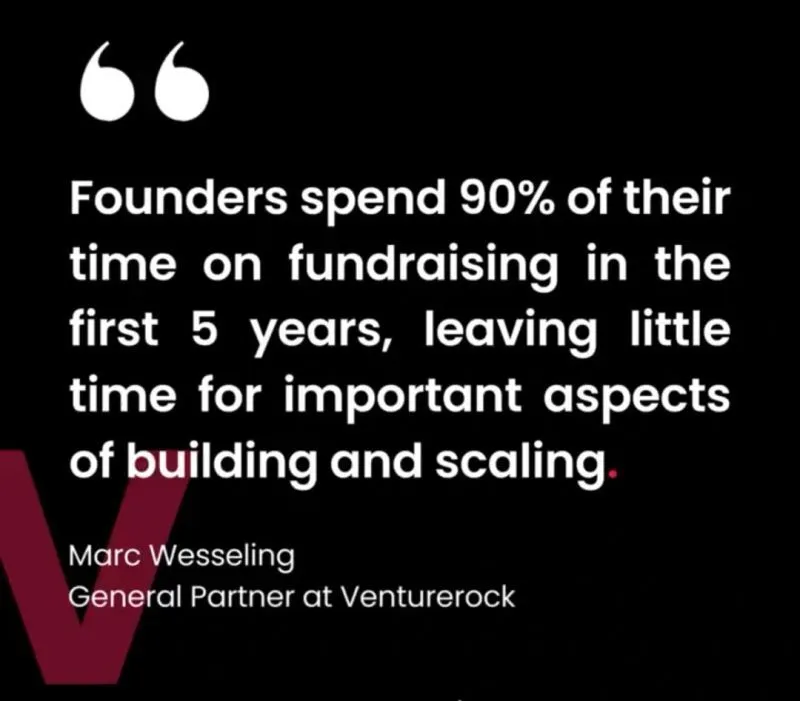 “
Founders spend 90% of their
time on fundraising in the
first 5 years, leaving little
time for important aspects
of building and scaling.
Marc Wesseling
General Partner at Venturerock
V